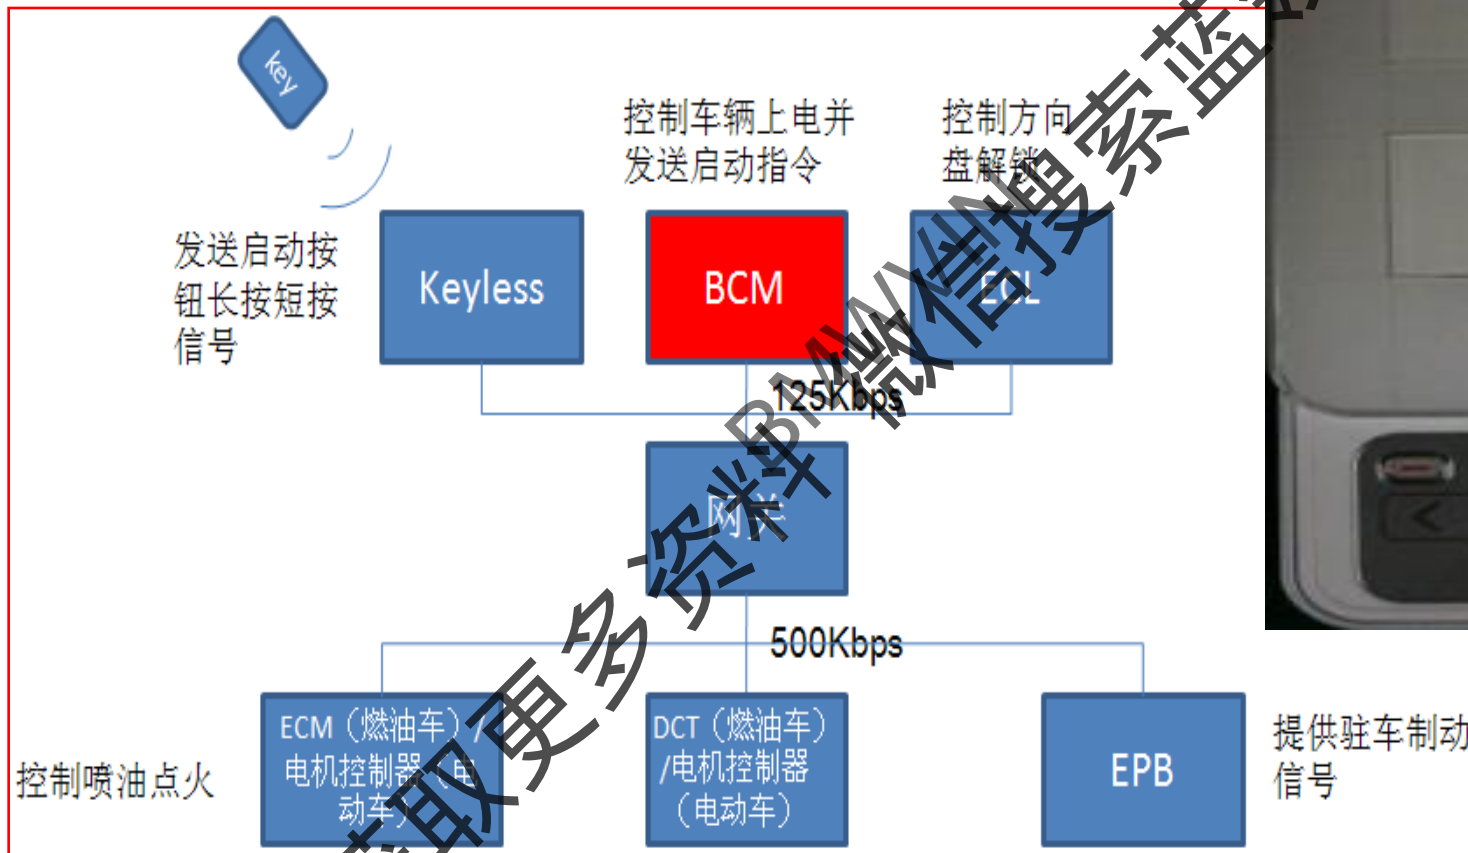 key
控制车辆上电并
发送启动指令
控制方向
盘解锁
发送启动按
钮长按短按
信号
Keyless
BCM
ECL
125Kbps
网关
500Kbps
ECM（燃油车）/
电机控制器（电
动车）
DCT（燃油车）
/电机控制器
（电动车）
EPB
控制喷油点火
提供驻车制动
信号
取更多资料 微信搜索蓝